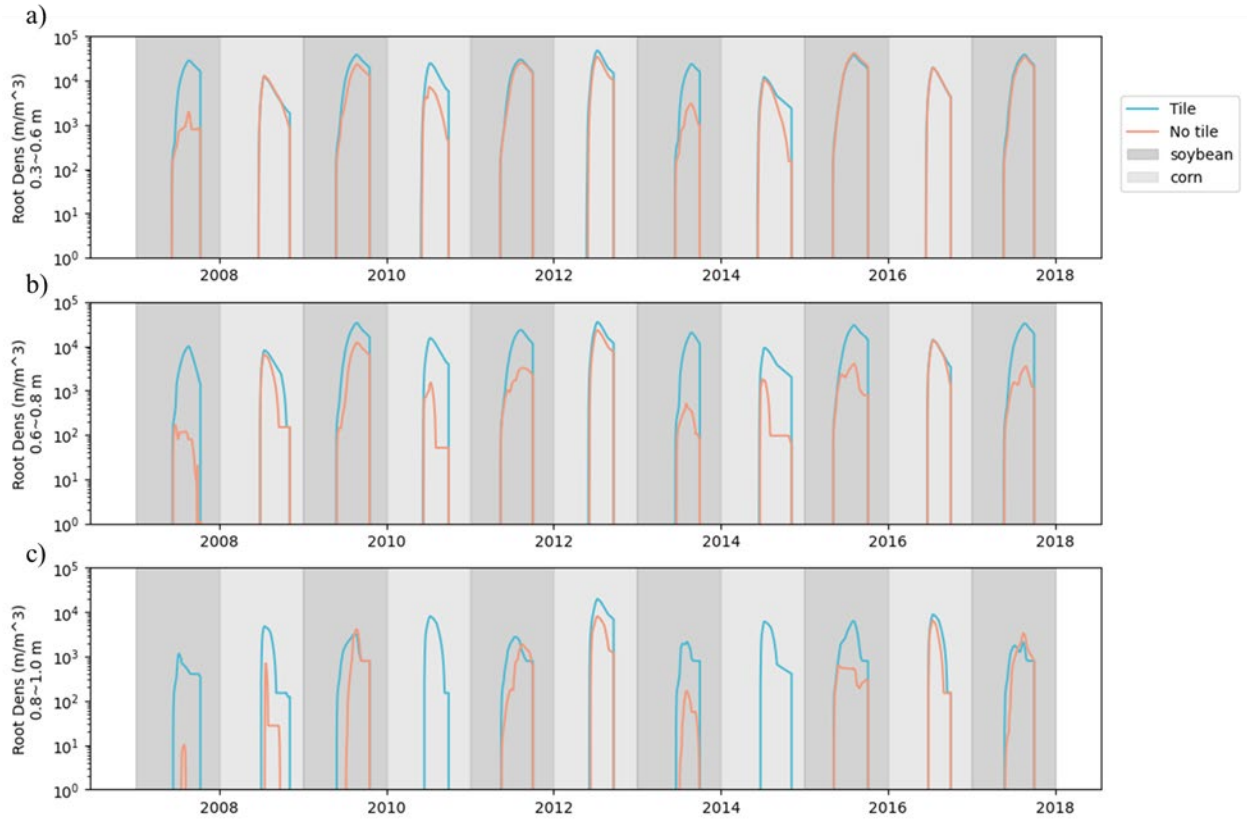 a)
Root Dens (m/m^3)
0.3~0.6 m
10^5
10^4
10^3
10^2
10^1
10^0
2008 2010 2012 2014 2016 2018
Tile
No tile
soybean
corn
b)
Root Dens (m/m^3)
0.6~0.8 m
10^5
10^4
10^3
10^2
10^1
10^0
2008 2010 2012 2014 2016 2018
c)
Root Dens (m/m^3)
0.8~1.0 m
10^5
10^4
10^3
10^2
10^1
10^0
2008 2010 2012 2014 2016 2018